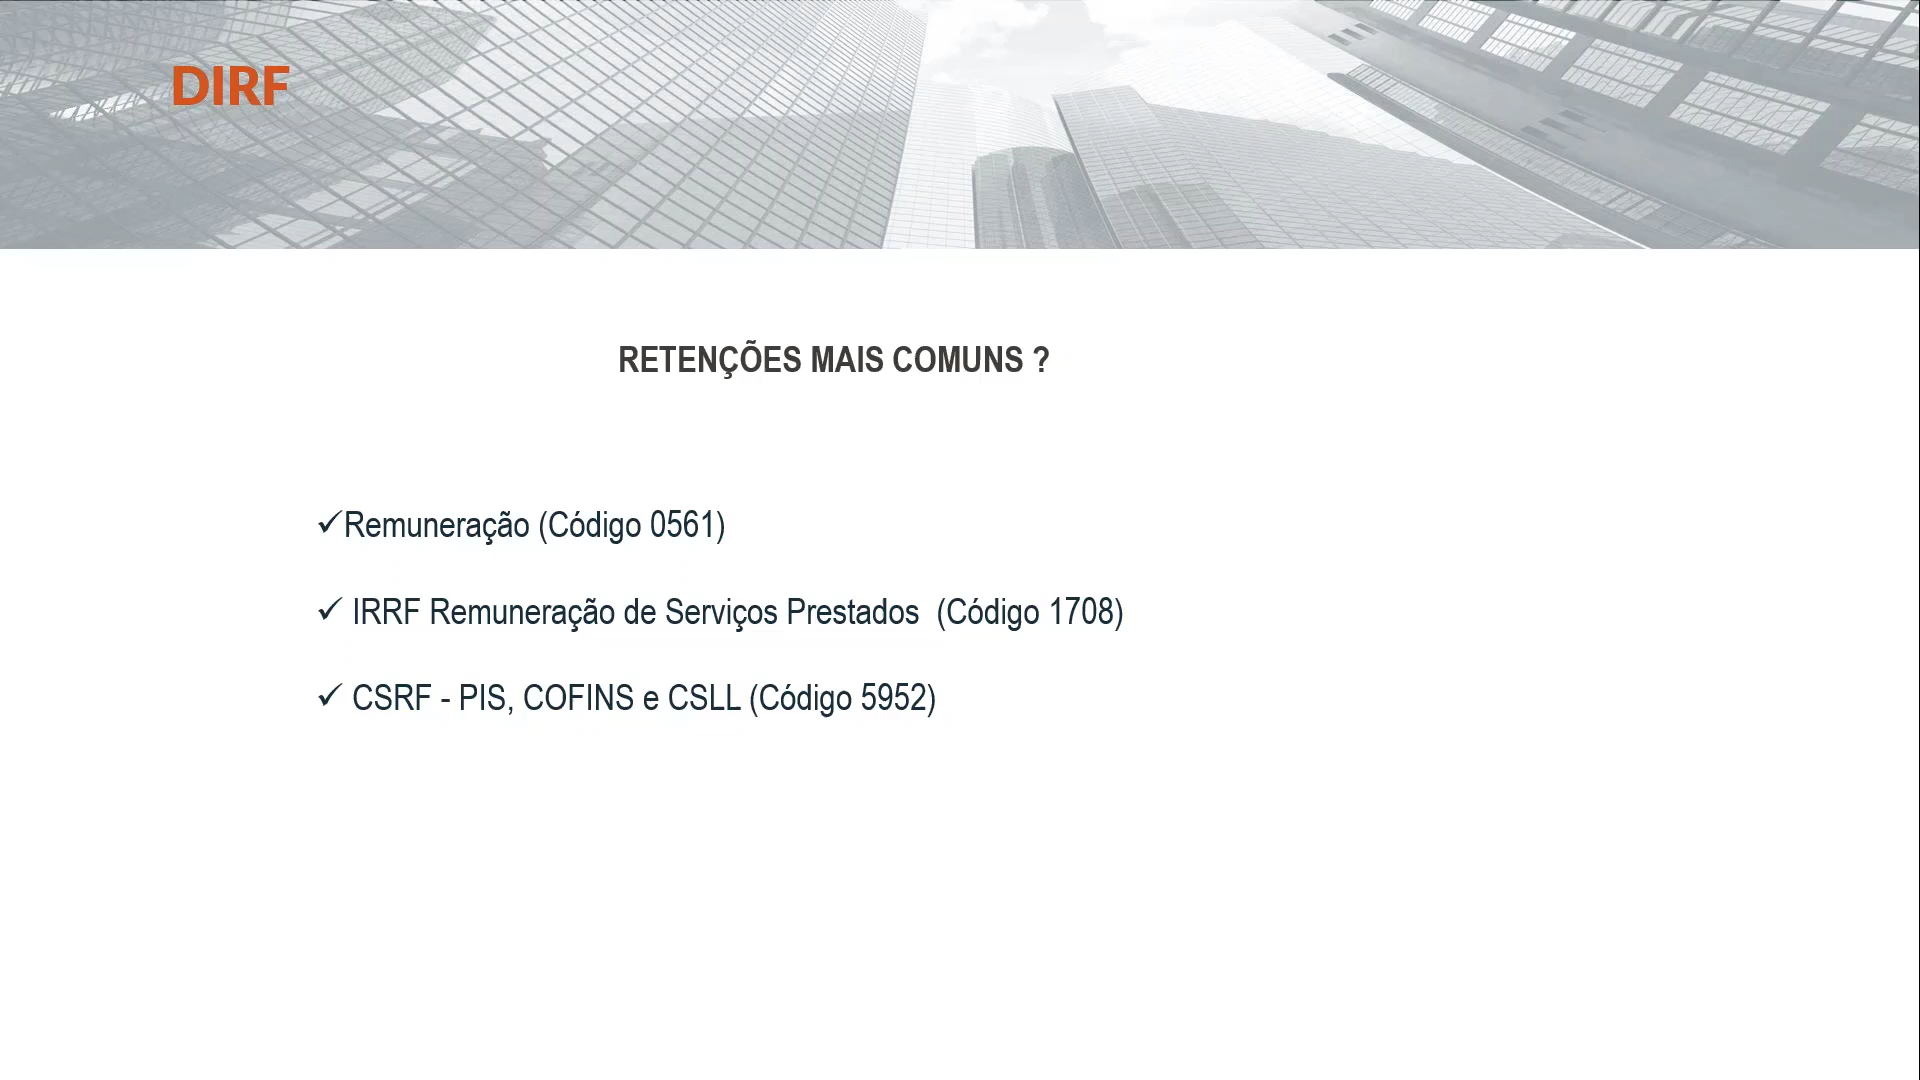 DIRF
RETENÇÕES MAIS COMUNS ?
✓Remuneração (Código 0561)
✓ IRRF Remuneração de Serviços Prestados  (Código 1708)
✓ CSRF - PIS, COFINS e CSLL (Código 5952)